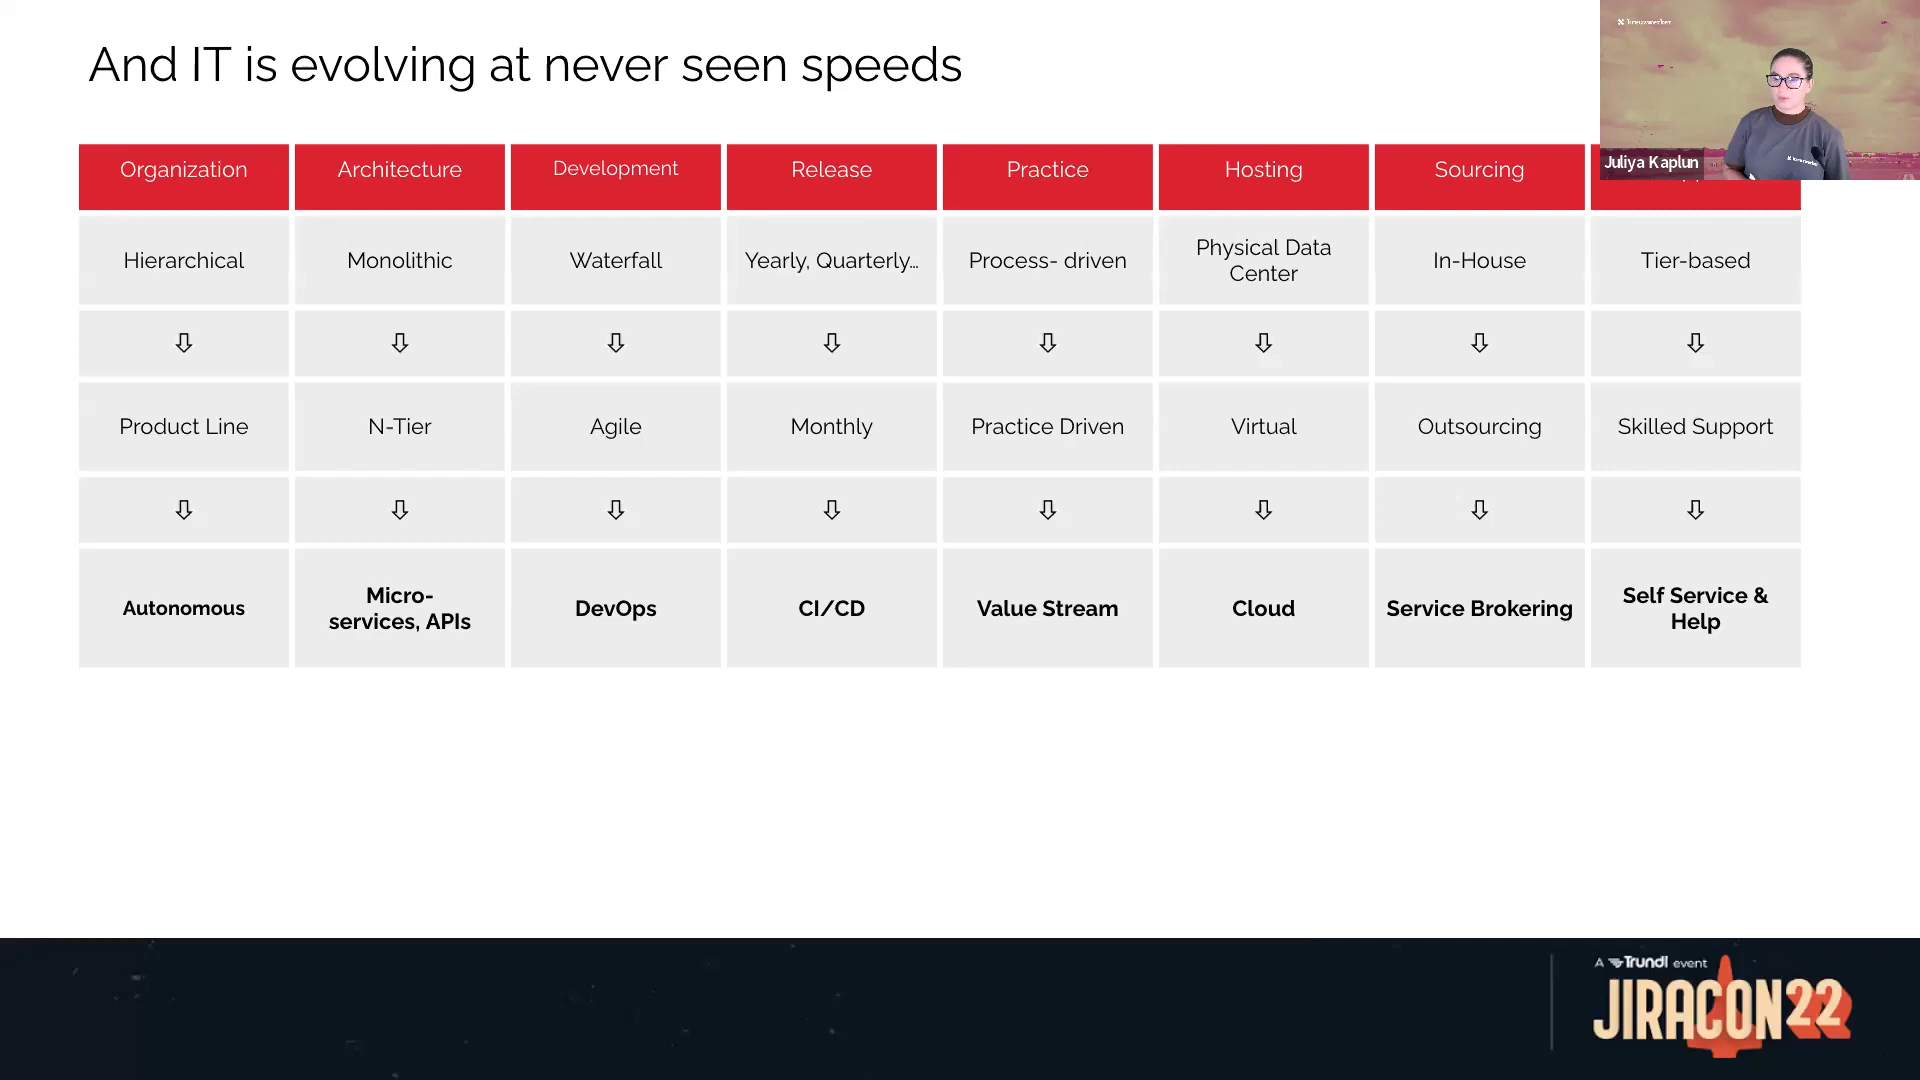 And IT is evolving at never seen speeds
kreuzwerker
Juliya Kaplun
Organization
Architecture
Development
Release
Practice
Hosting
Sourcing
Hierarchical
Monolithic
Waterfall
Yearly, Quarterly...
Process- driven
Physical Data
Center
In-House
Tier-based
⇩ ⇩ ⇩ ⇩ ⇩ ⇩ ⇩ ⇩
Product Line
N-Tier
Agile
Monthly
Practice Driven
Virtual
Outsourcing
Skilled Support
⇩ ⇩ ⇩ ⇩ ⇩ ⇩ ⇩ ⇩
Autonomous
Micro-
services, APIs
DevOps
CI/CD
Value Stream
Cloud
Service Brokering
Self Service &
Help
A Trundl event
JIRACON22